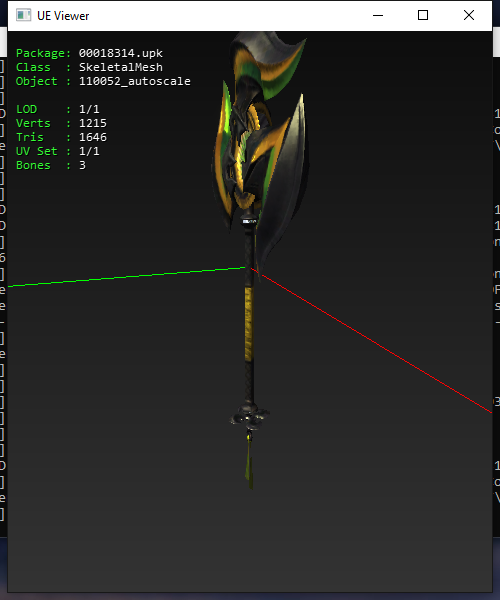 UE Viewer
Package: 00018314.upk
Class  : SkeletalMesh
Object : 110052_autoscale
LOD    : 1/1
Verts  : 1215
Tris   : 1646
UV Set : 1/1
Bones  : 3